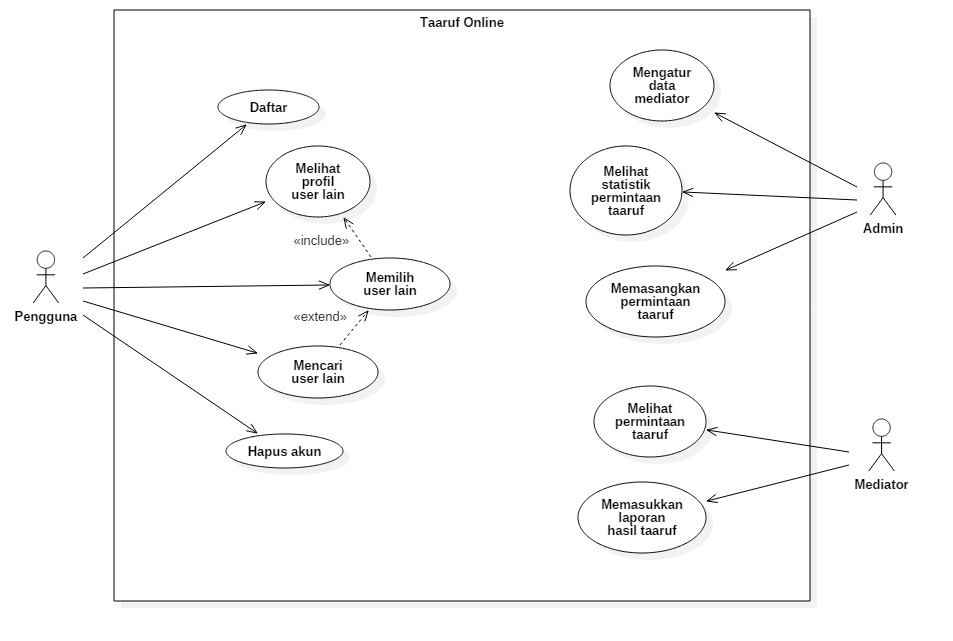 Taaruf Online
Daftar
Melihat
profil
user lain
«include»
Memilih
user lain
«extend»
Mencari
user lain
Hapus akun
Pengguna
Mengatur
data
mediator
Melihat
statistik
permintaan
taaruf
Memasangkan
permintaan
taaruf
Admin
Melihat
permintaan
taaruf
Memasukkan
laporan
hasil taaruf
Mediator